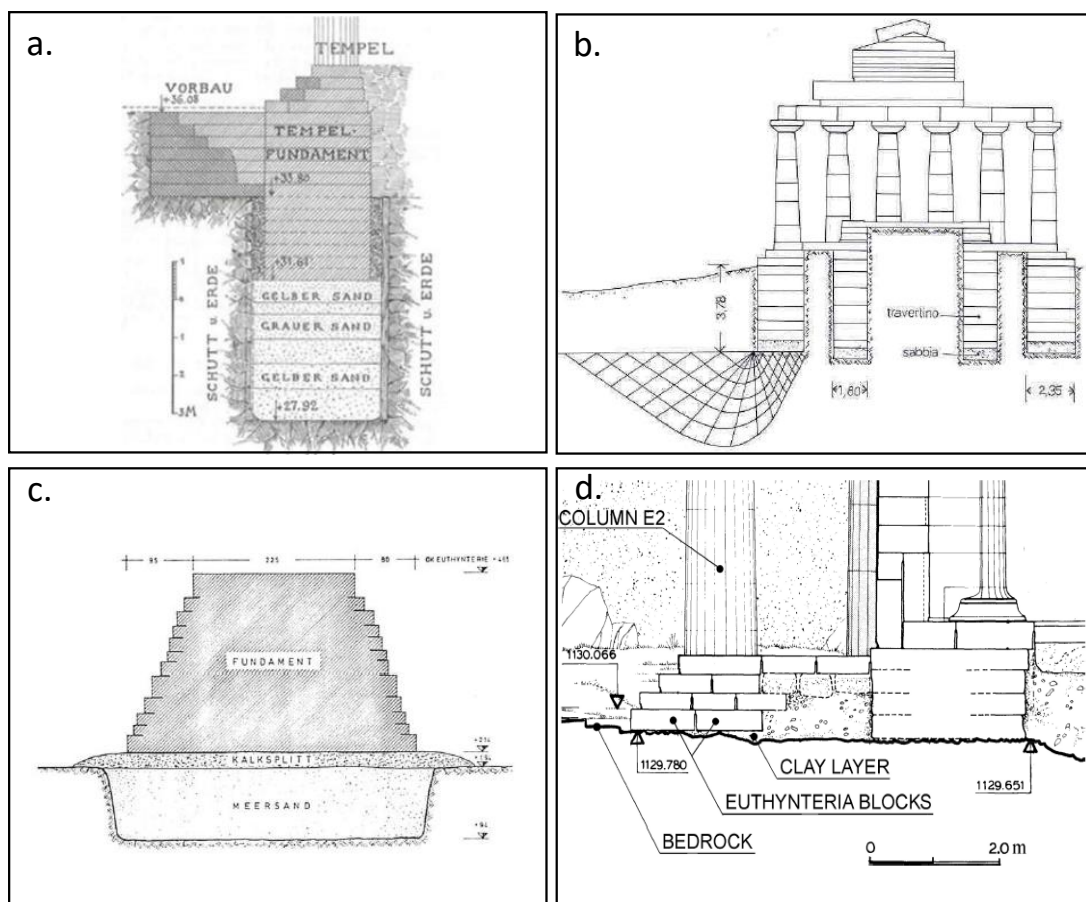 a.
TEMPEL
VORBAU
+36.08
TEMPEL-
FUNDAMENT
+33.80
+31.61
GELBER SAND
GRAUER SAND
GELBER SAND
+27.92
SCHUTT u. ERDE
SCHUTT u. ERDE
1
2
3M
b.
3,78
travertino
sabbia
1,60
2,35
c.
95 225 80 OK EUTHYNTERIE
FUNDAMENT
KALKSPLITT
MEERSAND
d.
COLUMN E2
1130.066
1129.780
CLAY LAYER
1129.651
EUTHYNTERIA BLOCKS
BEDROCK
0 2.0 m